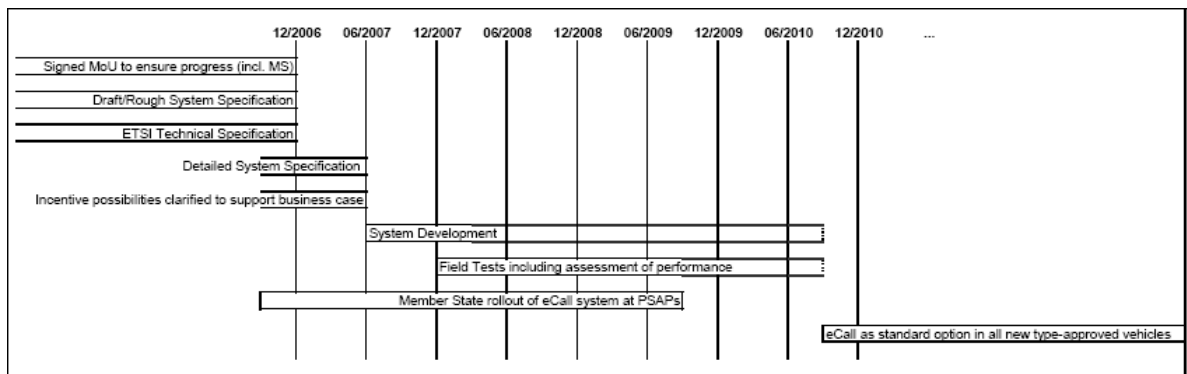 12/2006 06/2007 12/2007 06/2008 12/2008 06/2009 12/2009 06/2010 12/2010 ...
Signed MoU to ensure progress (incl. MS)
Draft/Rough System Specification
ETSI Technical Specification
Detailed System Specification
Incentive possibilities clarified to support business case
System Development
Field Tests including assessment of performance
Member State rollout of eCall system at PSAPs
eCall as standard option in all new type-approved vehicles